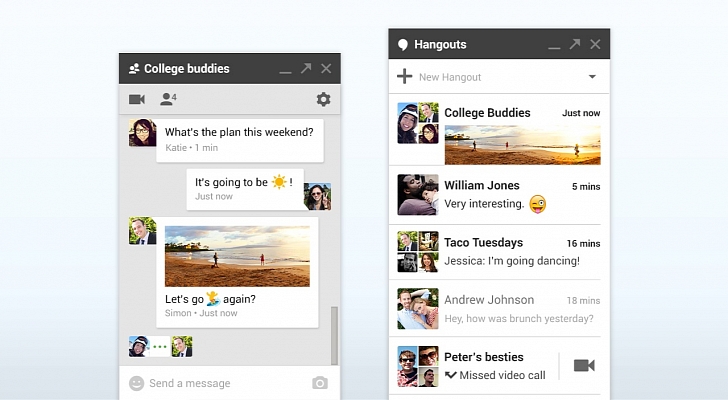 College buddies
4
What's the plan this weekend?
Katie • 1 min
It's going to be ☀️ !
Just now
Let's go 🏄 again?
Simon • Just now
Send a message
Hangouts
New Hangout
College Buddies Just now
William Jones 5 mins
Very interesting. 😜
Taco Tuesdays 16 mins
Jessica: I'm going dancing!
Andrew Johnson 18 mins
Hey, how was brunch yesterday?
Peter's besties
Missed video call